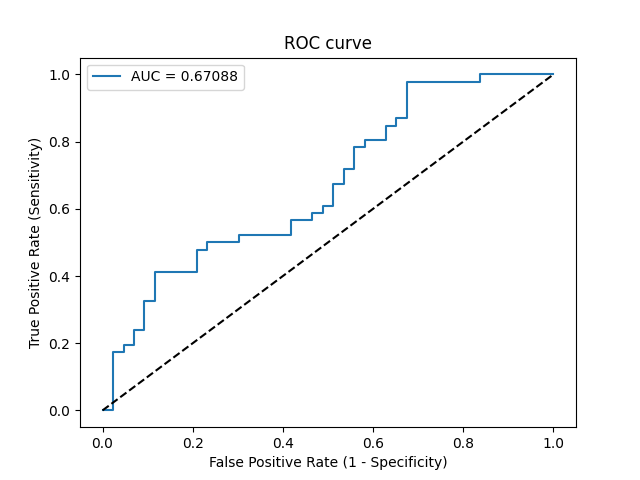 ROC curve
AUC = 0.67088
1.0
0.8
0.6
0.4
0.2
0.0
True Positive Rate (Sensitivity)
0.0 0.2 0.4 0.6 0.8 1.0
False Positive Rate (1 - Specificity)